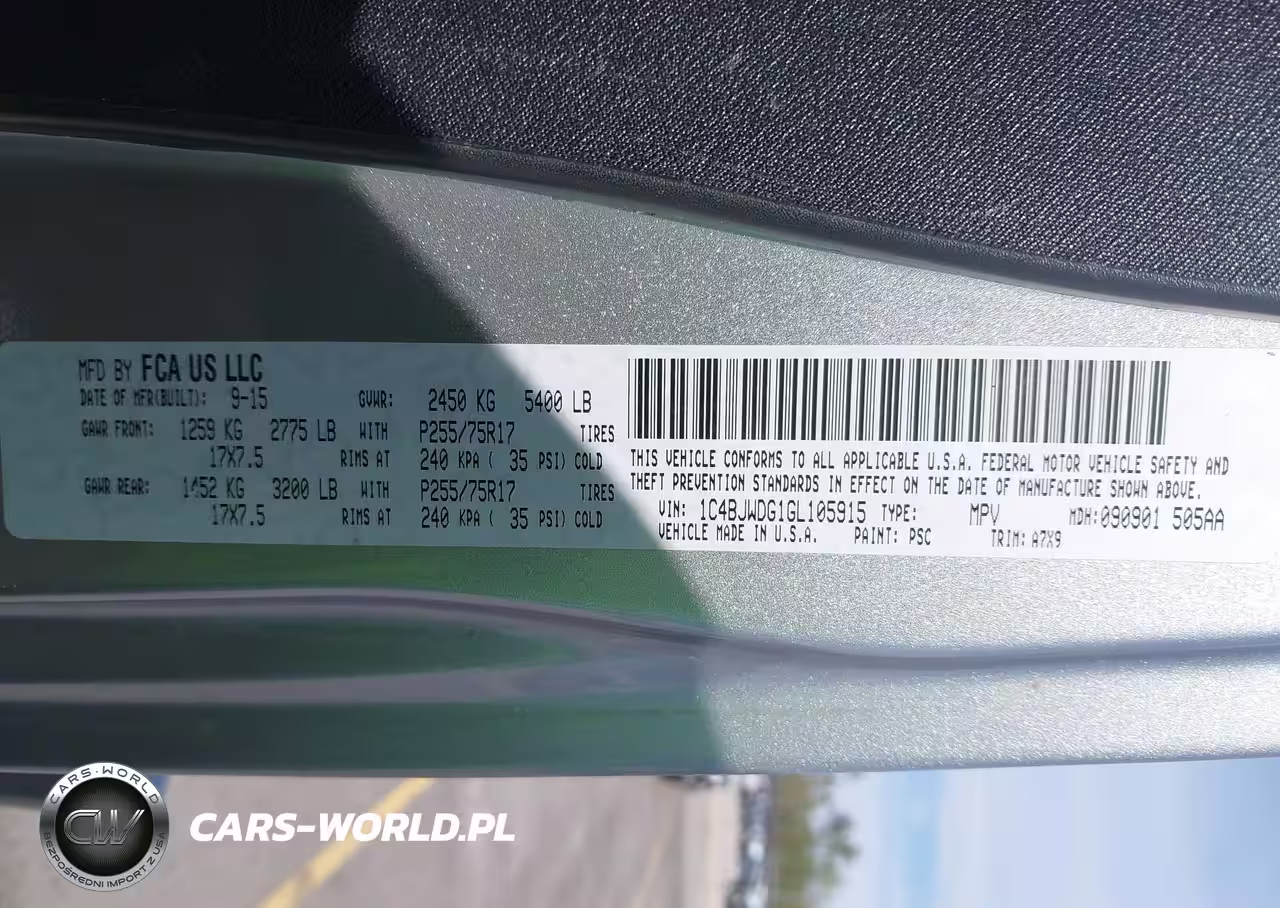 MFD BY FCA US LLC
DATE OF MFR(BUILT): 9-15 GVWR: 2450 KG 5400 LB
GAWR FRONT: 1259 KG 2775 LB WITH P255/75R17 TIRES
17X7.5 RIMS AT 240 KPA ( 35 PSI) COLD
GAWR REAR: 1452 KG 3200 LB WITH P255/75R17 TIRES
17X7.5 RIMS AT 240 KPA ( 35 PSI) COLD
THIS VEHICLE CONFORMS TO ALL APPLICABLE U.S.A. FEDERAL MOTOR VEHICLE SAFETY AND
THEFT PREVENTION STANDARDS IN EFFECT ON THE DATE OF MANUFACTURE SHOWN ABOVE.
VIN: 1C4BJWDG1GL105915 TYPE: MPV MDH:090901 505AA
VEHICLE MADE IN U.S.A. PAINT: PSC TRIM: A7X9
CARS-WORLD
CW
BEZPOŚREDNI IMPORT Z USA
CARS-WORLD.PL